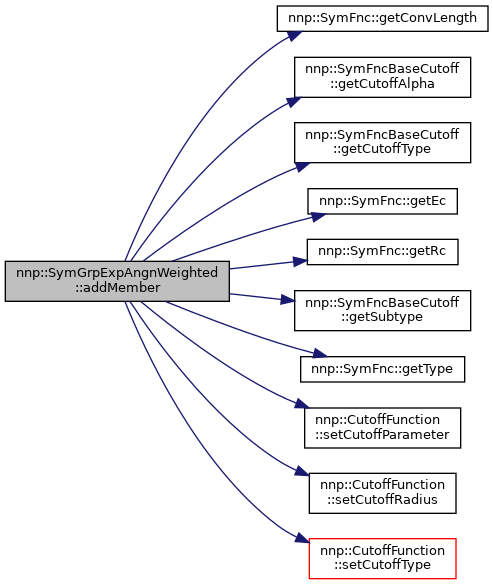 nnp::SymFnc::getConvLength
nnp::SymFncBaseCutoff
::getCutoffAlpha
nnp::SymFncBaseCutoff
::getCutoffType
nnp::SymFnc::getEc
nnp::SymGrpExpAngnWeighted
::addMember
nnp::SymFnc::getRc
nnp::SymFncBaseCutoff
::getSubtype
nnp::SymFnc::getType
nnp::CutoffFunction
::setCutoffParameter
nnp::CutoffFunction
::setCutoffRadius
nnp::CutoffFunction
::setCutoffType